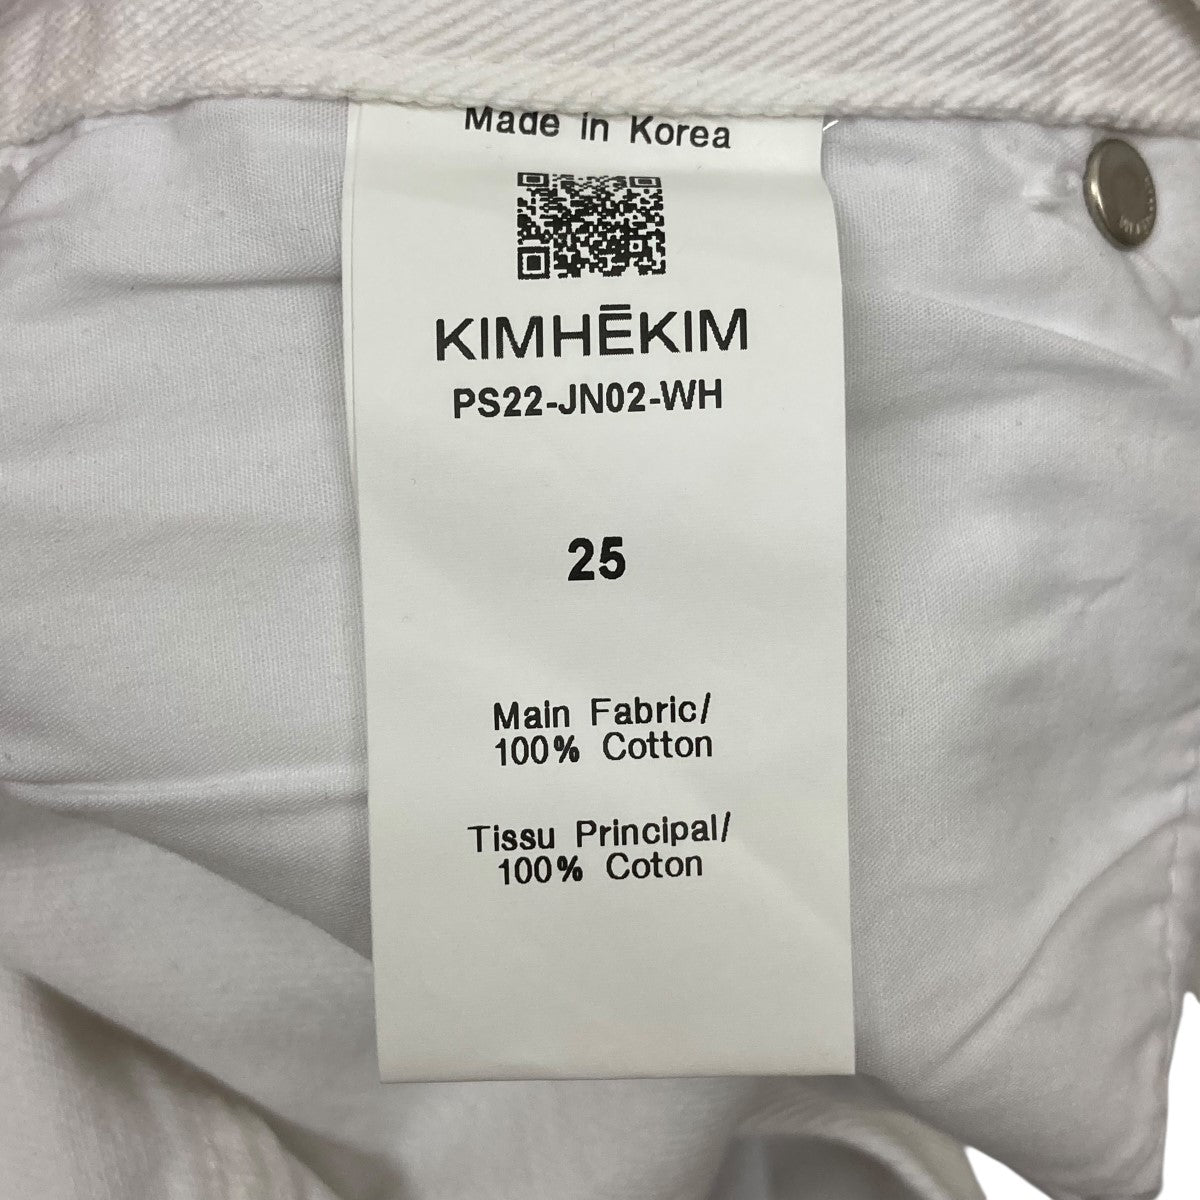 Made in Korea
KIMHĒKIM
PS22-JN02-WH
25
Main Fabric/
100% Cotton
Tissu Principal/
100% Coton